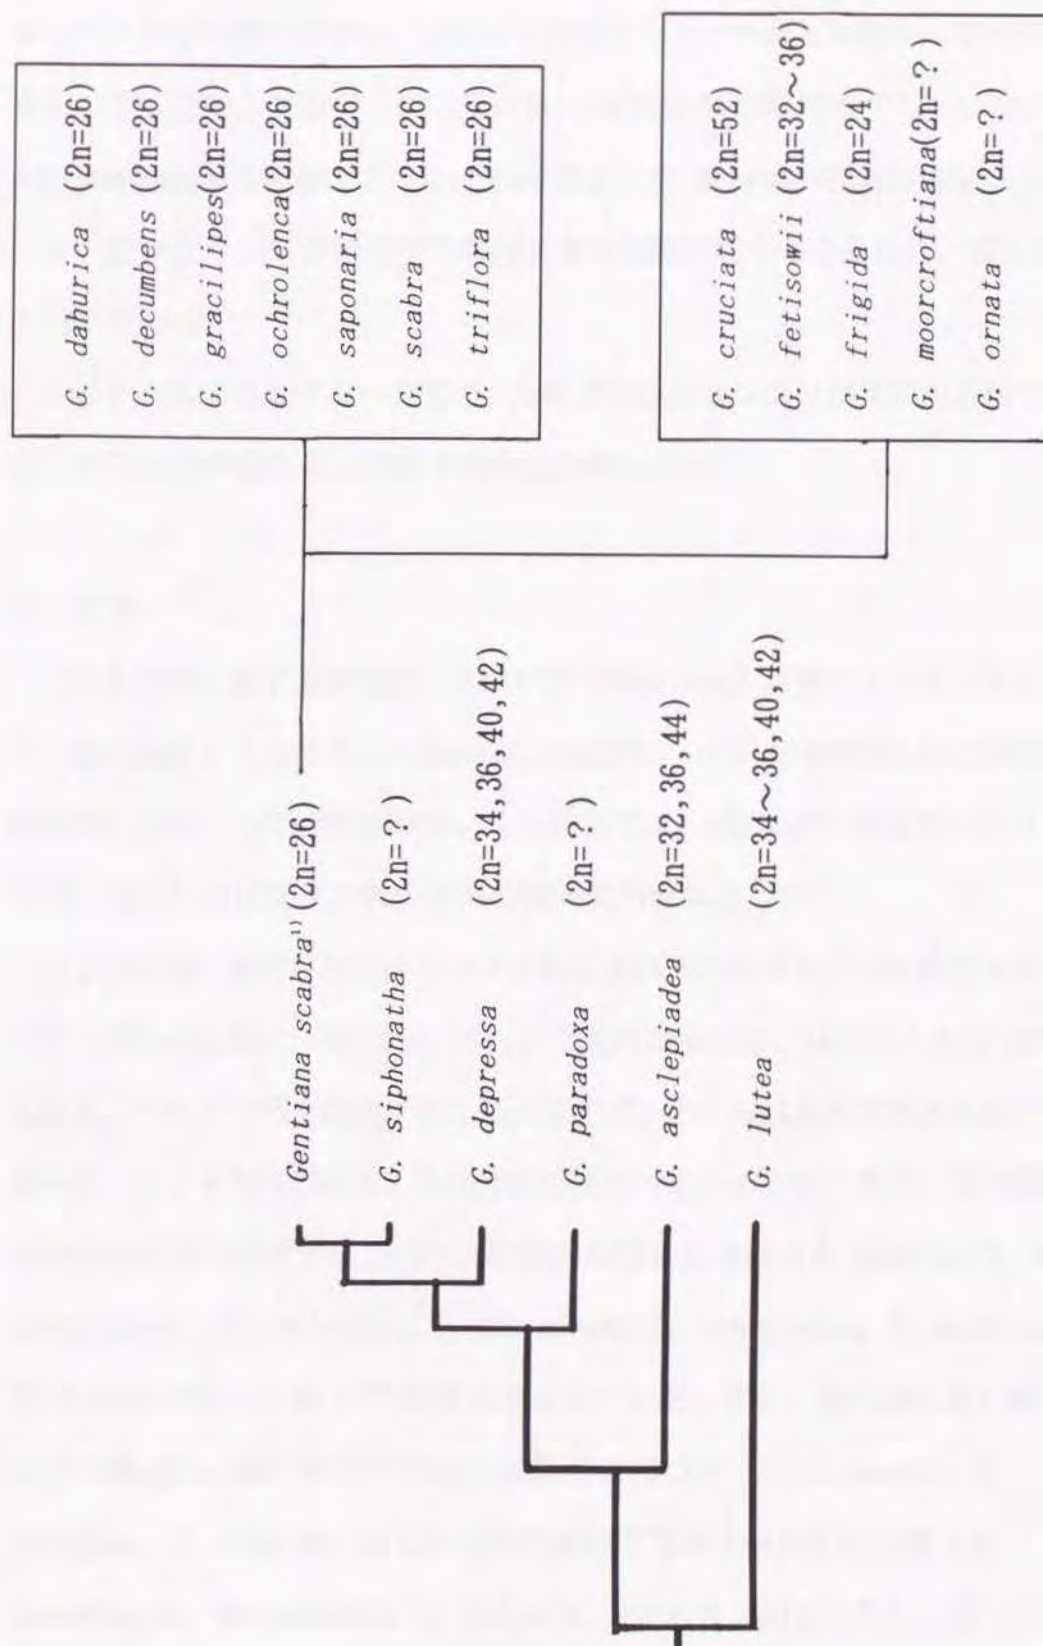 Gentiana scabra¹⁾ (2n=26)
G. siphonatha (2n=?)
G. depressa (2n=34,36,40,42)
G. paradoxa (2n=?)
G. asclepiadea (2n=32,36,44)
G. lutea (2n=34～36,40,42)
G. dahurica (2n=26)
G. decumbens (2n=26)
G. gracilipes(2n=26)
G. ochrolenca(2n=26)
G. saponaria (2n=26)
G. scabra (2n=26)
G. triflora (2n=26)
G. cruciata (2n=52)
G. fetisowii (2n=32～36)
G. frigida (2n=24)
G. moorcroftiana(2n=?)
G. ornata (2n=?)